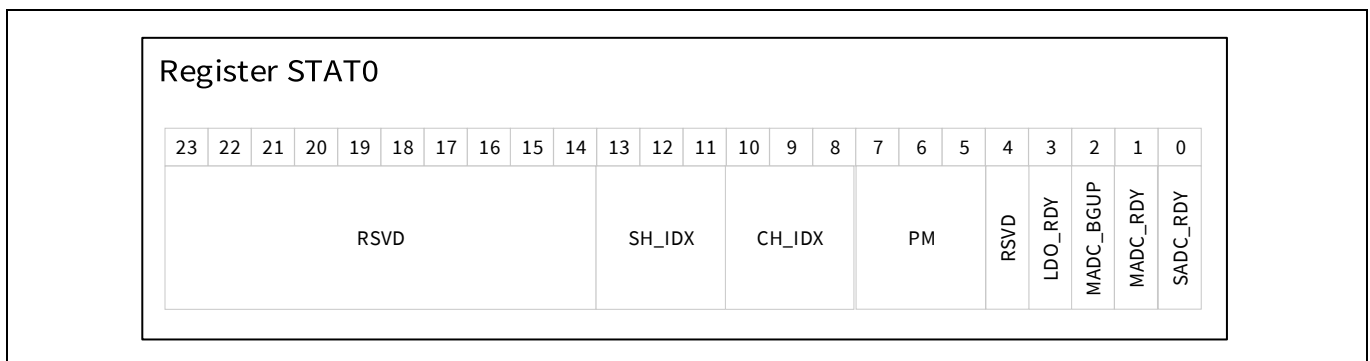 Register STAT0
23 22 21 20 19 18 17 16 15 14 13 12 11 10 9 8 7 6 5 4 3 2 1 0
RSVD SH_IDX CH_IDX PM RSVD LDO_RDY MADC_BGUP MADC_RDY SADC_RDY